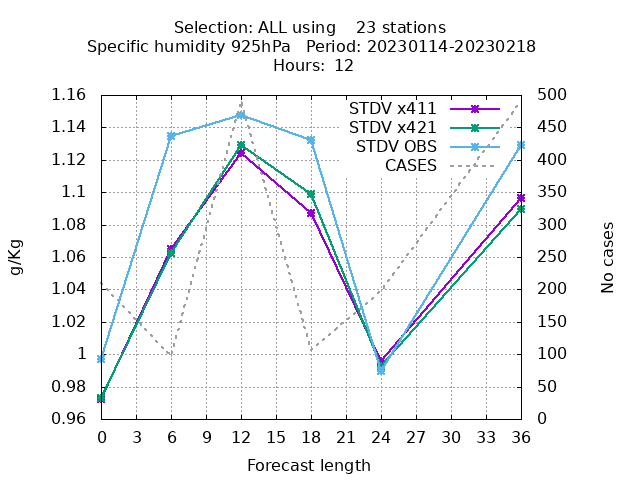 Selection: ALL using    23 stations
Specific humidity 925hPa   Period: 20230114-20230218
Hours:  12
STDV x411
STDV x421
STDV OBS
CASES
1.16
1.14
1.12
1.1
1.08
1.06
1.04
1.02
1
0.98
0.96
500
450
400
350
300
250
200
150
100
50
0
0 3 6 9 12 15 18 21 24 27 30 33 36
g/Kg
No cases
Forecast length